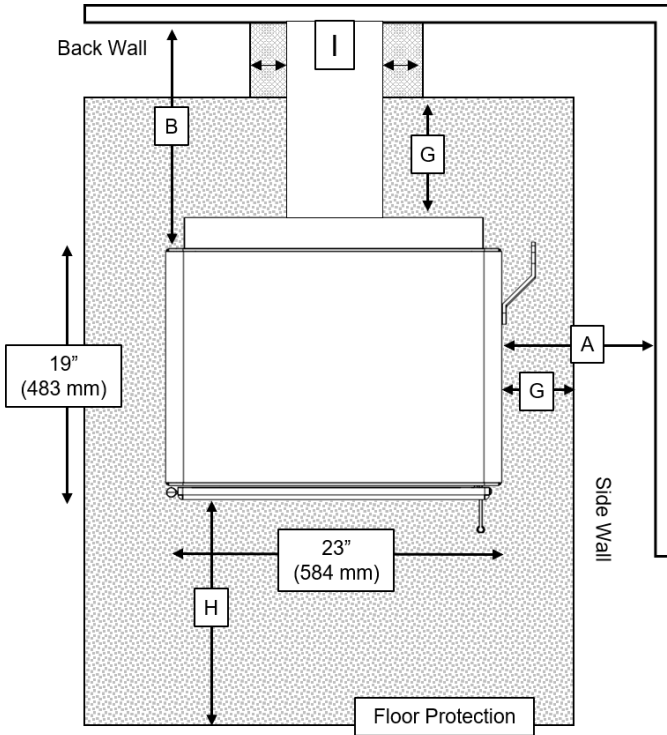 Back Wall
I
B
G
A
19”
(483 mm)
G
Side Wall
23”
(584 mm)
H
Floor Protection